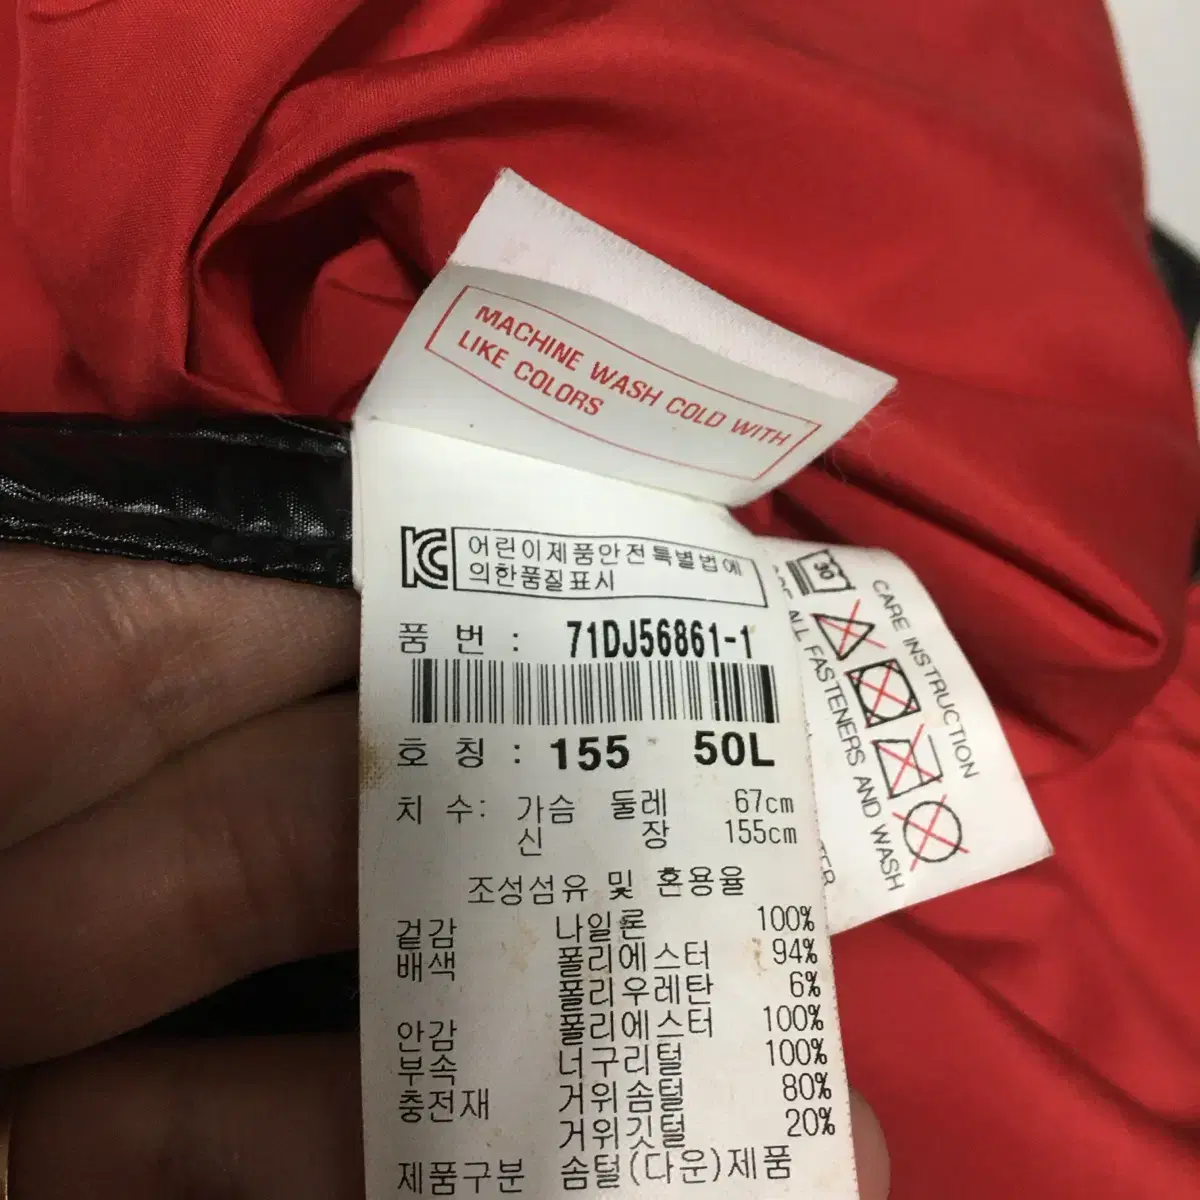 MACHINE WASH COLD WITH
LIKE COLORS
KC
어린이제품안전특별법에
의한품질표시
품 번 : 71DJ56861-1
호 칭 : 155 50L
치 수: 가슴 둘레 67cm
신 장 155cm
조성섬유 및 혼용율
겉감 나일론 100%
배색 폴리에스터 94%
폴리우레탄 6%
안감 폴리에스터 100%
부속 너구리털 100%
충전재 거위솜털 80%
거위깃털 20%
제품구분 솜털(다운)제품
CARE INSTRUCTION
30
ALL FASTENERS AND WASH